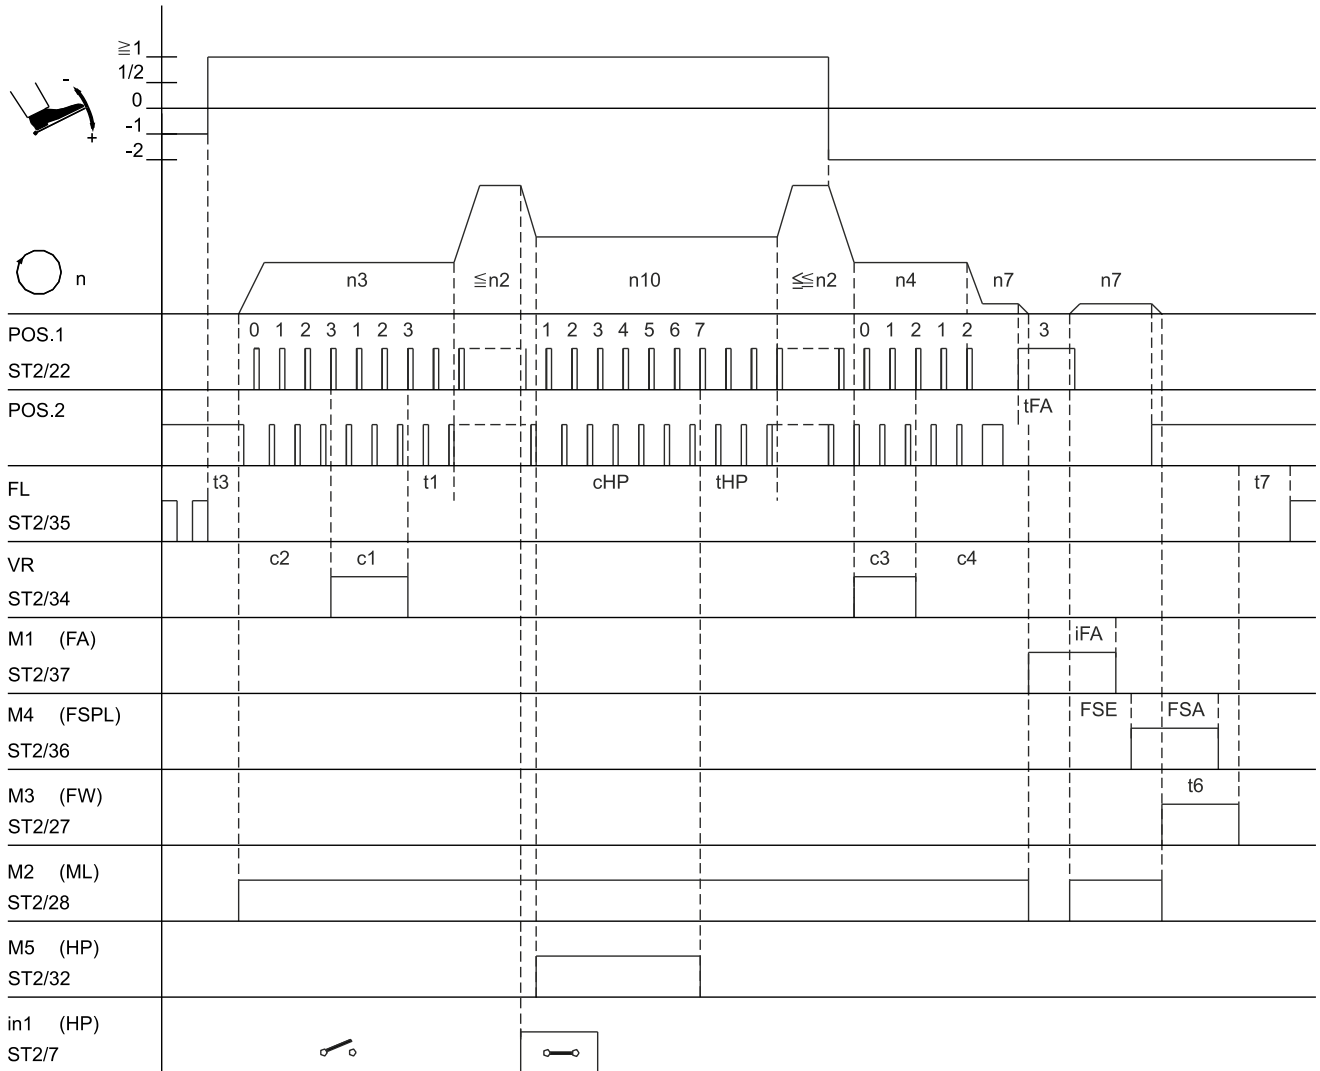 ≧1
1/2
0
-1
-2
-
+
n
n3 ≦n2 n10 ≦≦n2 n4 n7 n7
POS.1 0 1 2 3 1 2 3 1 2 3 4 5 6 7 0 1 2 1 2 3
ST2/22
POS.2 tFA
FL t3 t1 cHP tHP t7
ST2/35
VR c2 c1 c3 c4
ST2/34
M1 (FA) iFA
ST2/37
M4 (FSPL) FSE FSA
ST2/36
M3 (FW) t6
ST2/27
M2 (ML)
ST2/28
M5 (HP)
ST2/32
in1 (HP)
ST2/7